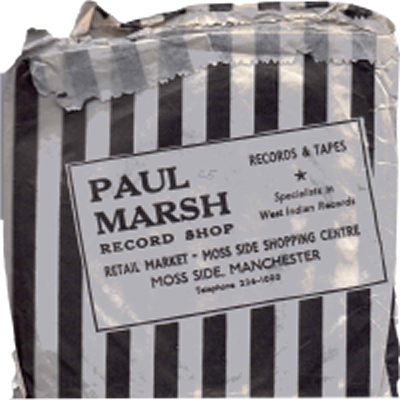 PAUL
MARSH
RECORD SHOP
RECORDS & TAPES
★
Specialists in
West Indian Records
RETAIL MARKET - MOSS SIDE SHOPPING CENTRE
MOSS SIDE, MANCHESTER
Telephone